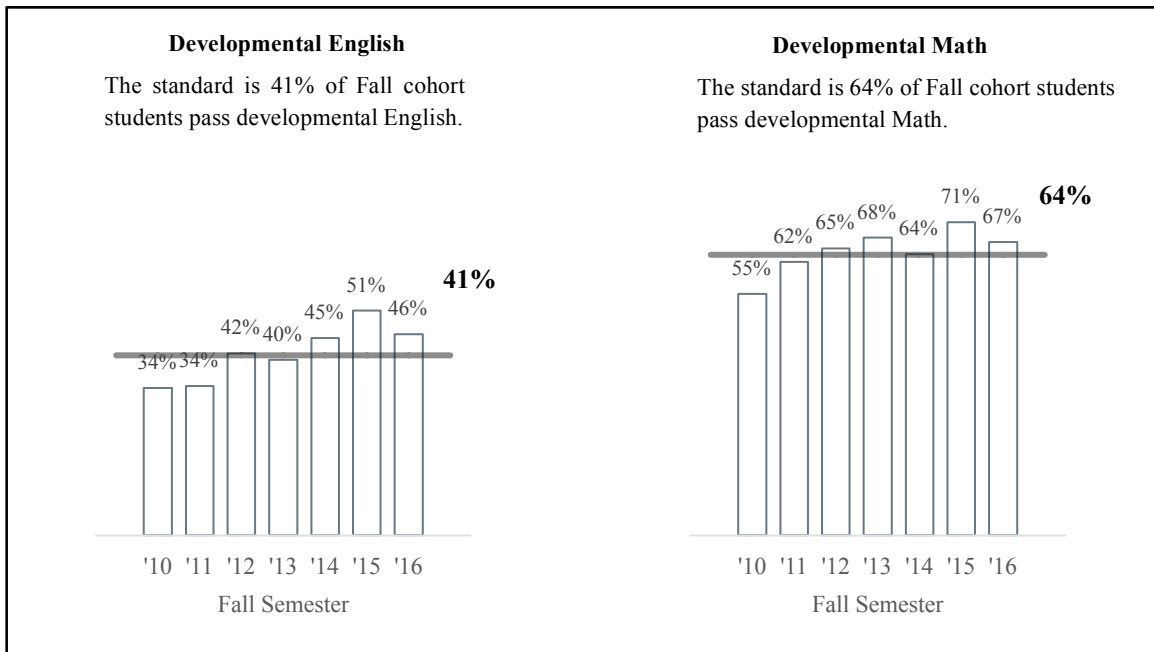 Developmental English
The standard is 41% of Fall cohort
students pass developmental English.
41%
51%
46%
45%
42%
40%
34%
34%
'10 '11 '12 '13 '14 '15 '16
Fall Semester
Developmental Math
The standard is 64% of Fall cohort students
pass developmental Math.
64%
71%
68%
67%
65%
64%
62%
55%
'10 '11 '12 '13 '14 '15 '16
Fall Semester